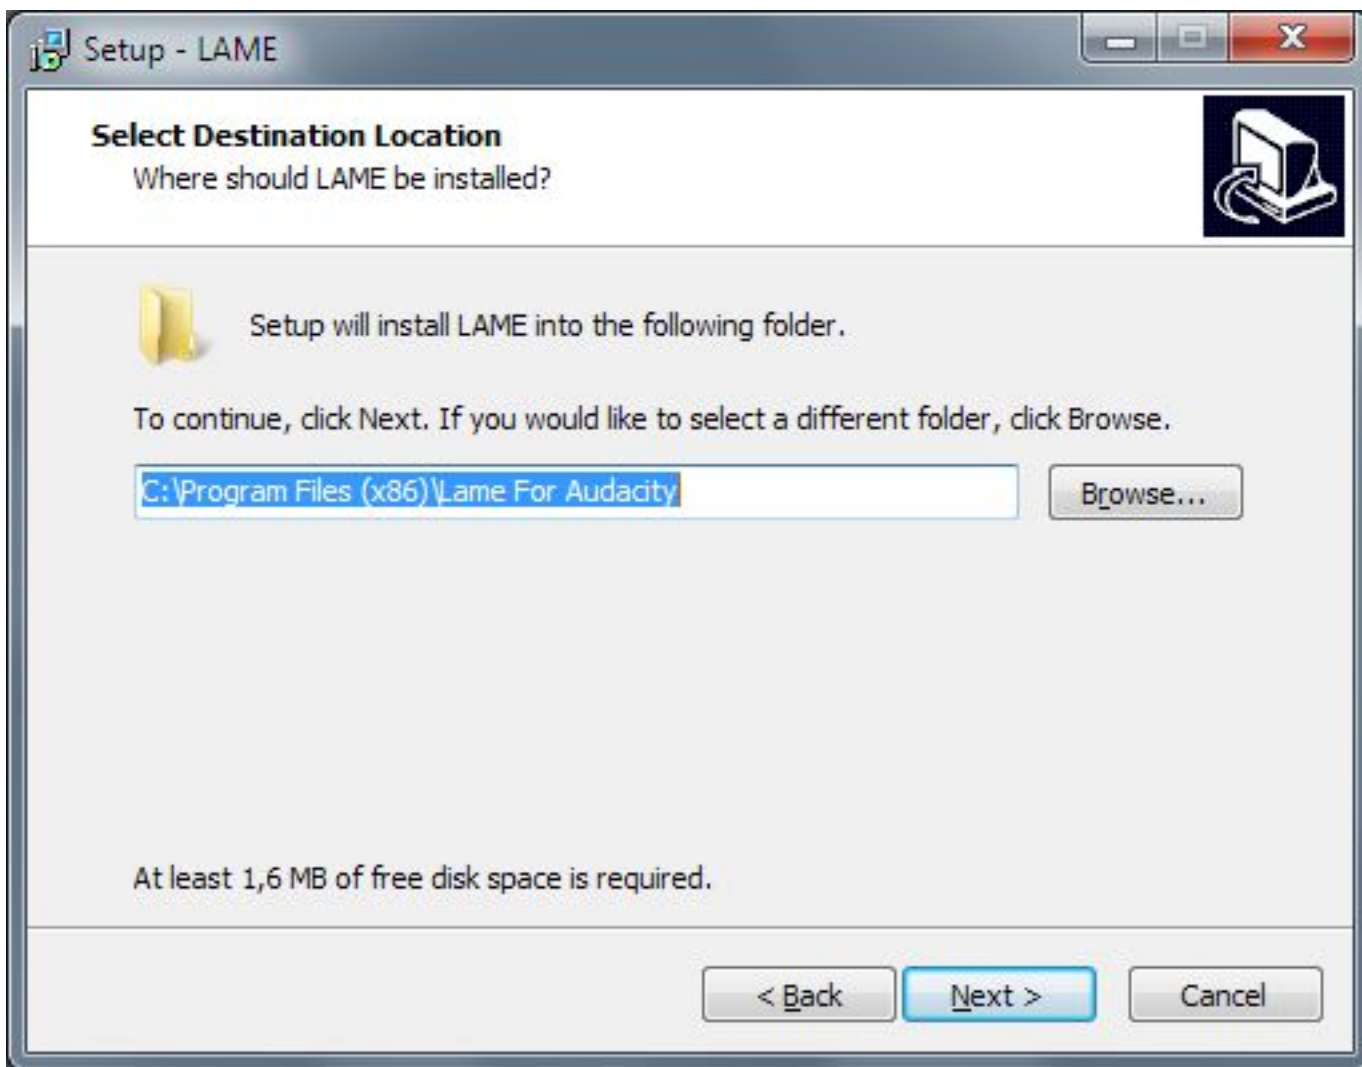 Setup - LAME
Select Destination Location
Where should LAME be installed?
Setup will install LAME into the following folder.
To continue, click Next. If you would like to select a different folder, click Browse.
C:\Program Files (x86)\Lame For Audacity
Browse...
At least 1,6 MB of free disk space is required.
< Back
Next >
Cancel